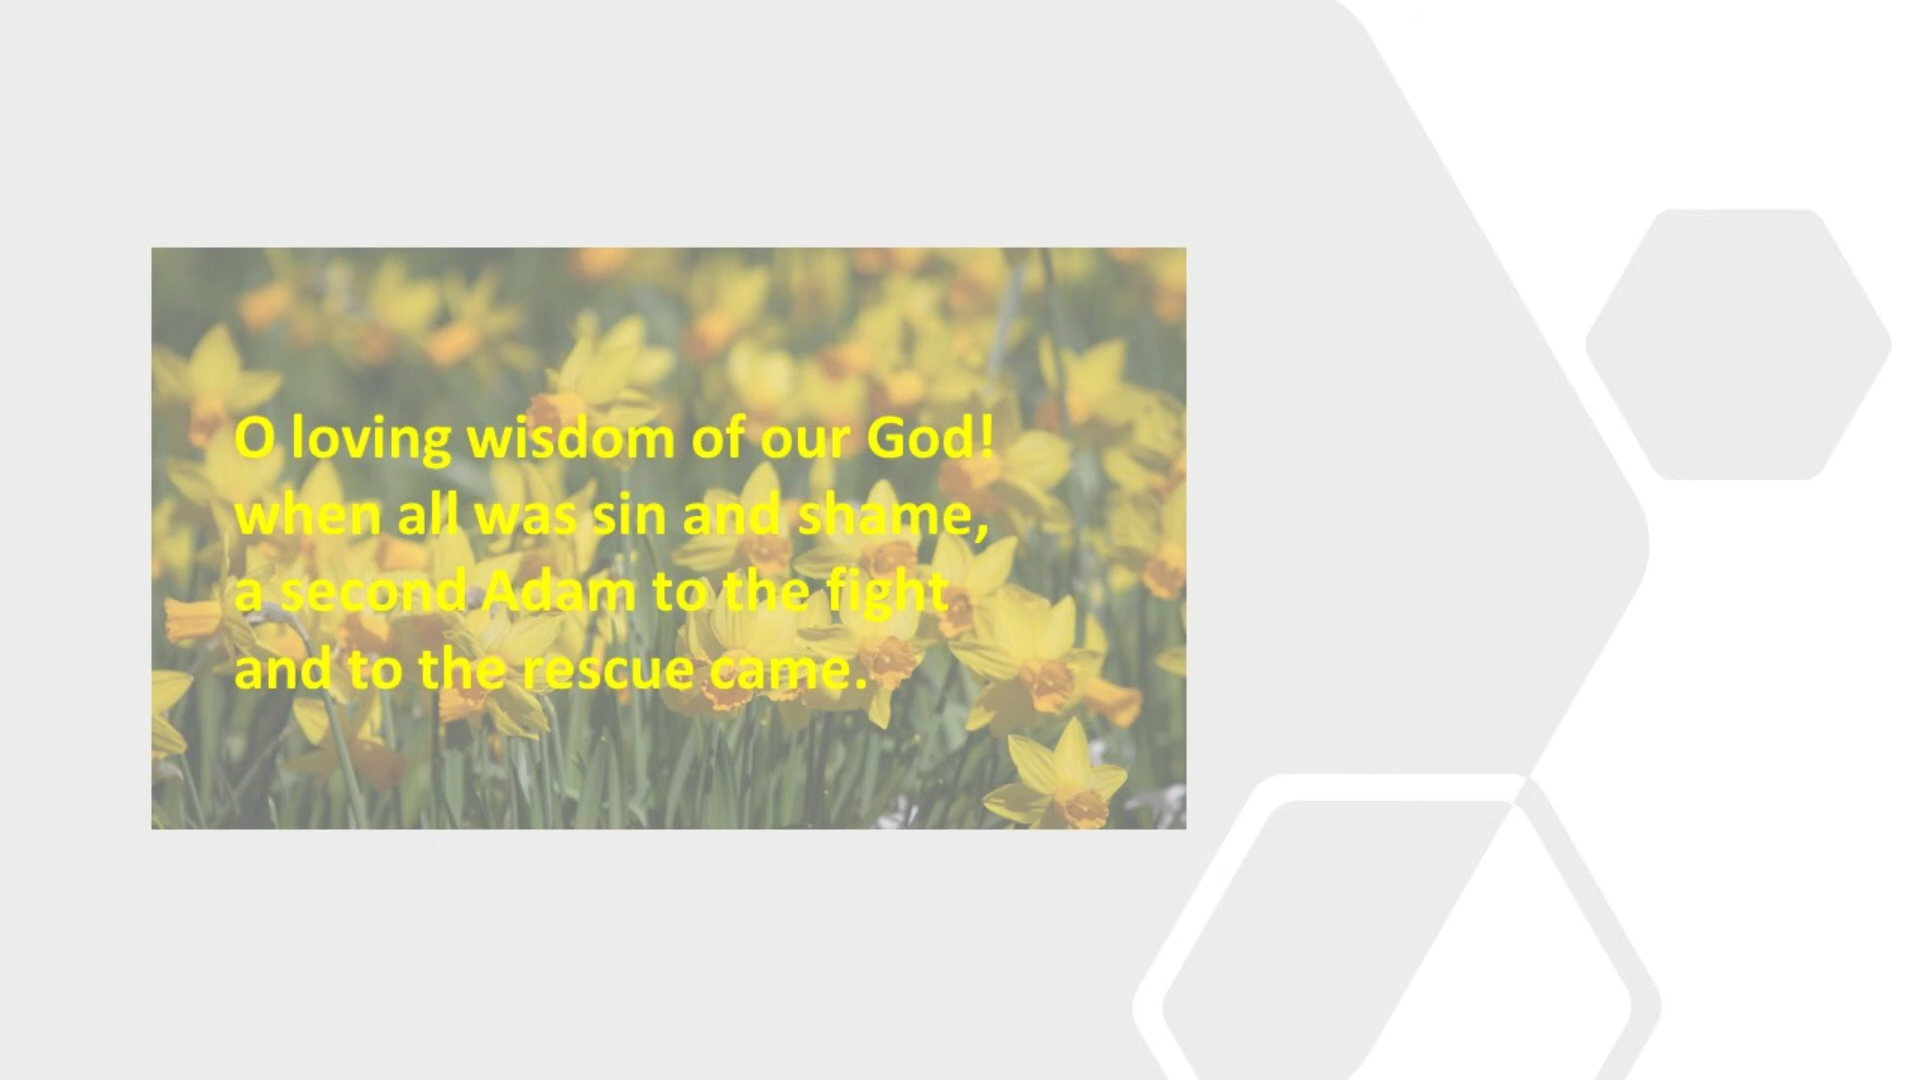 O loving wisdom of our God!
when all was sin and shame,
a second Adam to the fight
and to the rescue came.